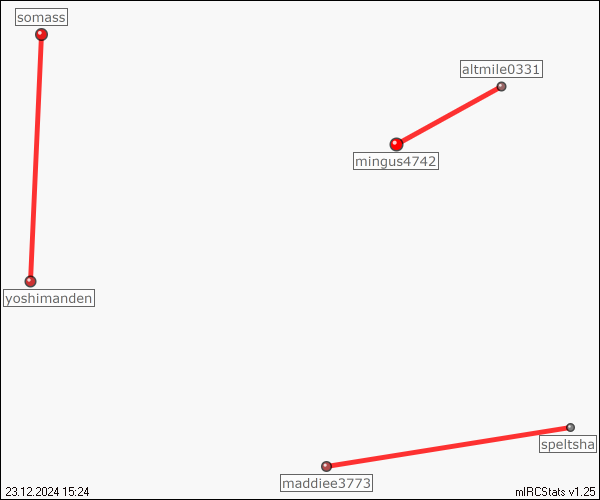 somass
altmile0331
mingus4742
yoshimanden
speltsha
maddiee3773
23.12.2024 15:24
mIRCStats v1.25